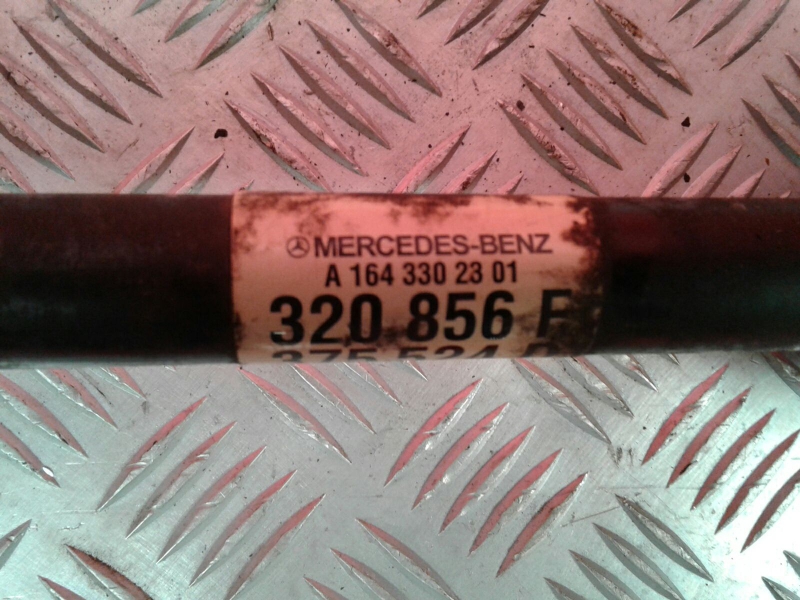 MERCEDES-BENZ
A 164 330 23 01
320 856 F